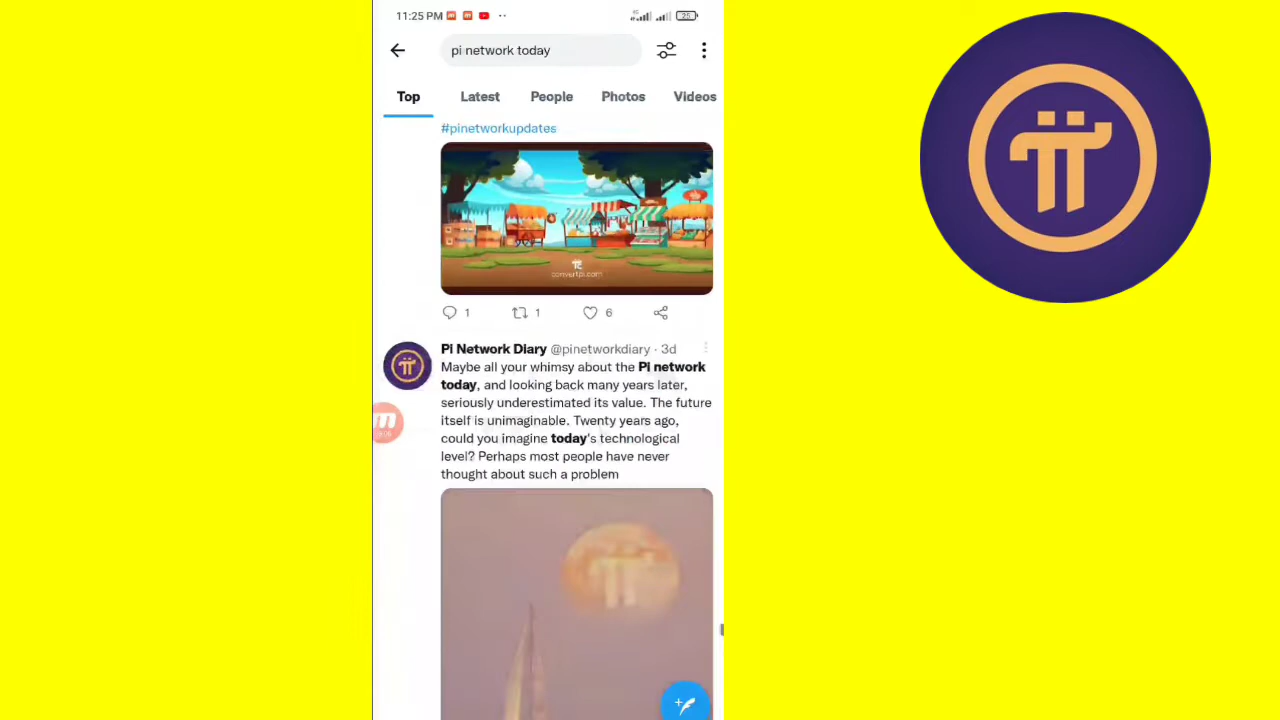 11:25 PM
25
pi network today
Top Latest People Photos Videos
#pinetworkupdates
convertpi.com
1 1 6
Pi Network Diary @pinetworkdiary · 3d
Maybe all your whimsy about the Pi network
today, and looking back many years later,
seriously underestimated its value. The future
itself is unimaginable. Twenty years ago,
could you imagine today's technological
level? Perhaps most people have never
thought about such a problem